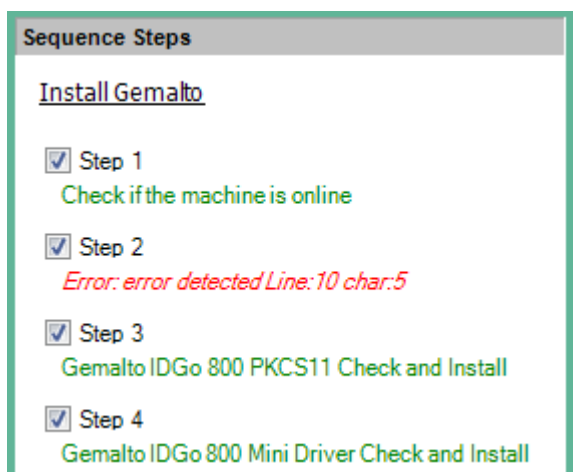 Sequence Steps
Install Gemalto
Step 1
Check if the machine is online
Step 2
Error: error detected Line:10 char:5
Step 3
Gemalto IDGo 800 PKCS11 Check and Install
Step 4
Gemalto IDGo 800 Mini Driver Check and Install